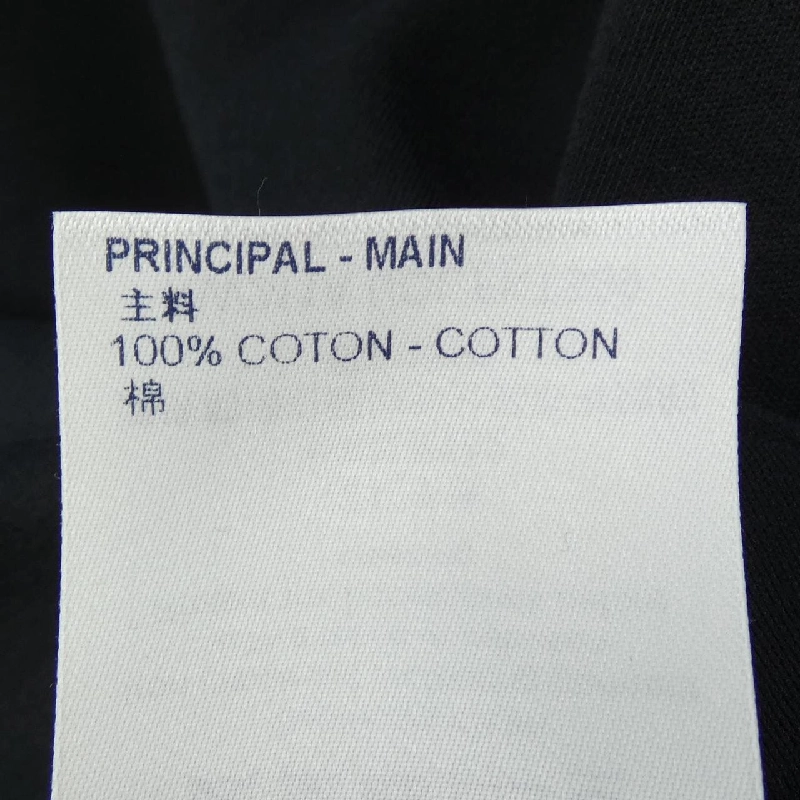 PRINCIPAL - MAIN
主料
100% COTON - COTTON
棉